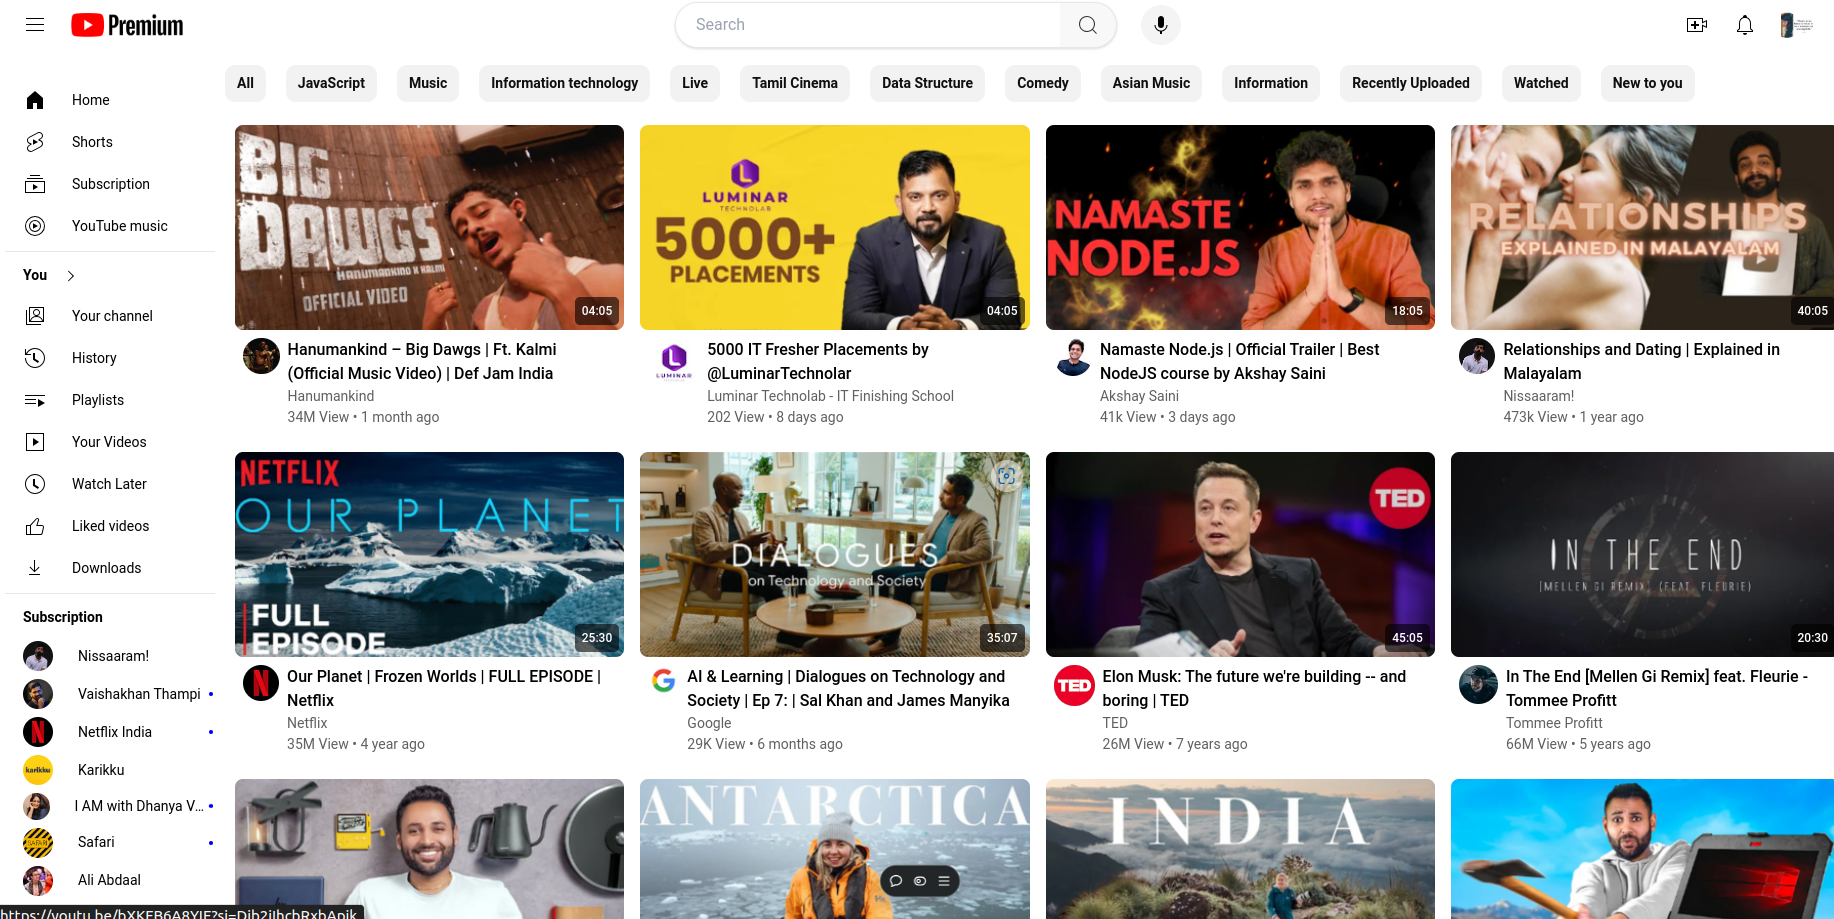 Premium
Search
All JavaScript Music Information technology Live Tamil Cinema Data Structure Comedy Asian Music Information Recently Uploaded Watched New to you
Home
Shorts
Subscription
YouTube music
You
Your channel
History
Playlists
Your Videos
Watch Later
Liked videos
Downloads
Subscription
Nissaaram!
Vaishakhan Thampi
Netflix India
Karikku
I AM with Dhanya V...
Safari
Ali Abdaal
BIG
DAWGS
HANUMANKIND X KALMI
OFFICIAL VIDEO
04:05
Hanumankind – Big Dawgs | Ft. Kalmi
(Official Music Video) | Def Jam India
Hanumankind
34M View • 1 month ago
LUMINAR
TECHNOLAB
5000+
PLACEMENTS
04:05
LUMINAR
5000 IT Fresher Placements by
@LuminarTechnolar
Luminar Technolab - IT Finishing School
202 View • 8 days ago
NAMASTE
NODE.JS
18:05
Namaste Node.js | Official Trailer | Best
NodeJS course by Akshay Saini
Akshay Saini
41k View • 3 days ago
RELATIONSHIPS
EXPLAINED IN MALAYALAM
40:05
Relationships and Dating | Explained in
Malayalam
Nissaaram!
473k View • 1 year ago
NETFLIX
OUR PLANET
FULL
EPISODE
25:30
Our Planet | Frozen Worlds | FULL EPISODE |
Netflix
Netflix
35M View • 4 year ago
DIALOGUES
on Technology and Society
35:07
AI & Learning | Dialogues on Technology and
Society | Ep 7: | Sal Khan and James Manyika
Google
29K View • 6 months ago
TED
45:05
TED
Elon Musk: The future we're building -- and
boring | TED
TED
26M View • 7 years ago
IN THE END
[MELLEN GI REMIX] (FEAT. FLEURIE)
20:30
In The End [Mellen Gi Remix] feat. Fleurie -
Tommee Profitt
Tommee Profitt
66M View • 5 years ago
ANTARCTICA
INDIA
karikku
SAFARI